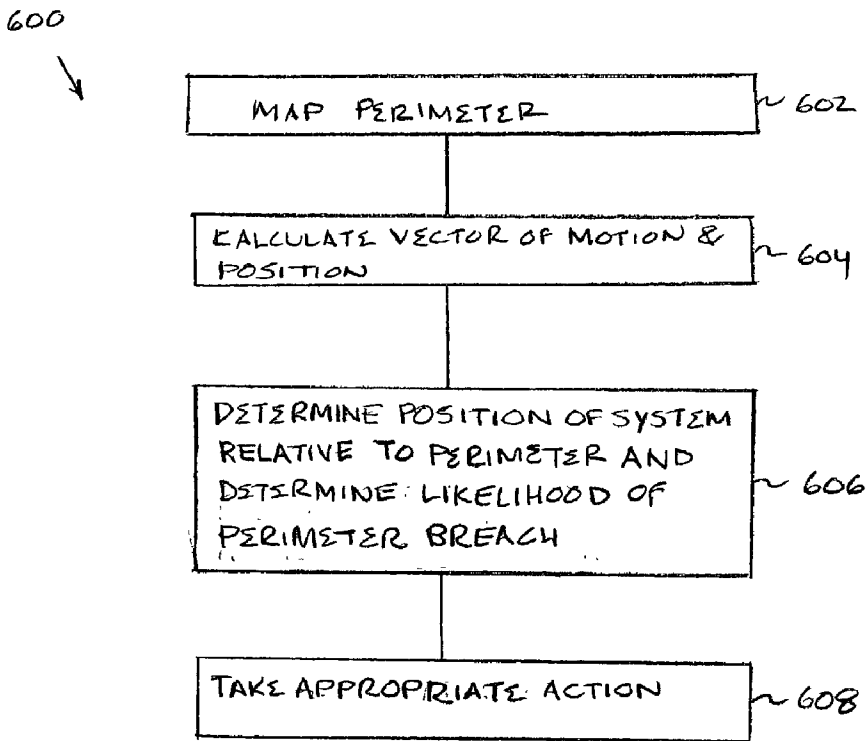 600
MAP PERIMETER
602
CALCULATE VECTOR OF MOTION &
POSITION
604
DETERMINE POSITION OF SYSTEM
RELATIVE TO PERIMETER AND
DETERMINE LIKELIHOOD OF
PERIMETER BREACH
606
TAKE APPROPRIATE ACTION
608